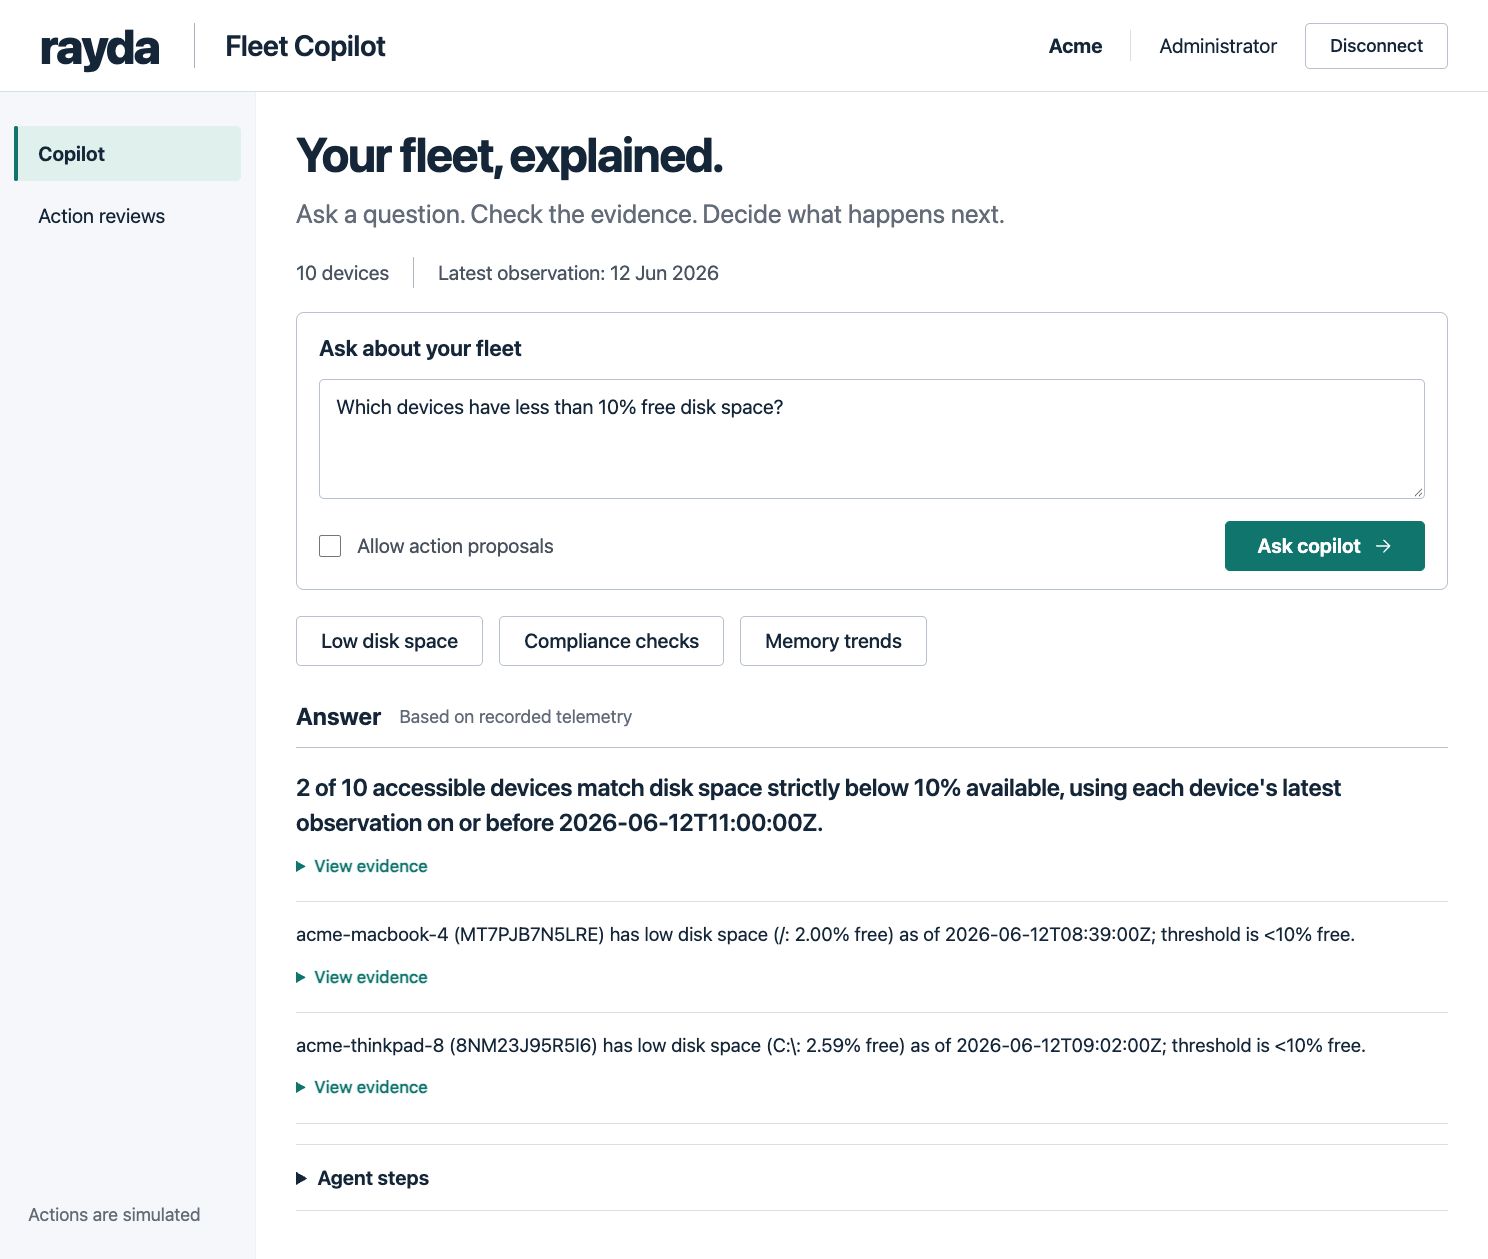 rayda
Fleet Copilot
Acme
Administrator
Disconnect
Copilot
Action reviews
Your fleet, explained.
Ask a question. Check the evidence. Decide what happens next.
10 devices
Latest observation: 12 Jun 2026
Ask about your fleet
Which devices have less than 10% free disk space?
Allow action proposals
Ask copilot →
Low disk space
Compliance checks
Memory trends
Answer
Based on recorded telemetry
2 of 10 accessible devices match disk space strictly below 10% available, using each device's latest
observation on or before 2026-06-12T11:00:00Z.
View evidence
acme-macbook-4 (MT7PJB7N5LRE) has low disk space (/: 2.00% free) as of 2026-06-12T08:39:00Z; threshold is <10% free.
View evidence
acme-thinkpad-8 (8NM23J95R5I6) has low disk space (C:\: 2.59% free) as of 2026-06-12T09:02:00Z; threshold is <10% free.
View evidence
Agent steps
Actions are simulated